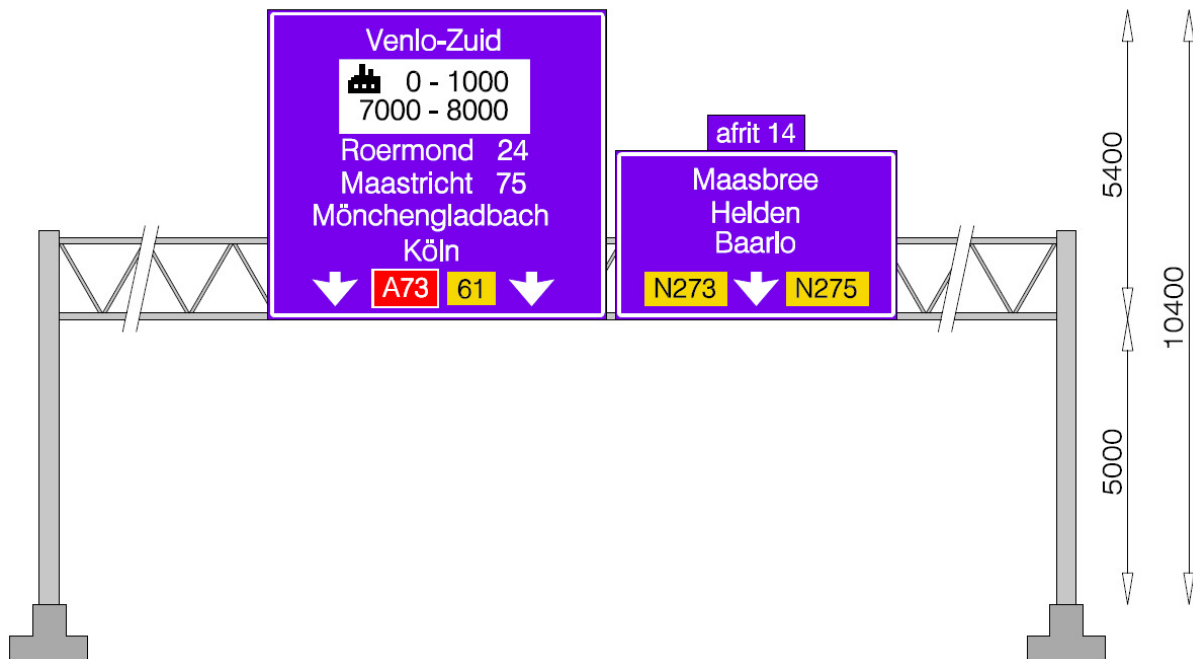 Venlo-Zuid
0 - 1000
7000 - 8000
Roermond 24
Maastricht 75
Mönchengladbach
Köln
A73 61
afrit 14
Maasbree
Helden
Baarlo
N273 N275
5400
5000
10400